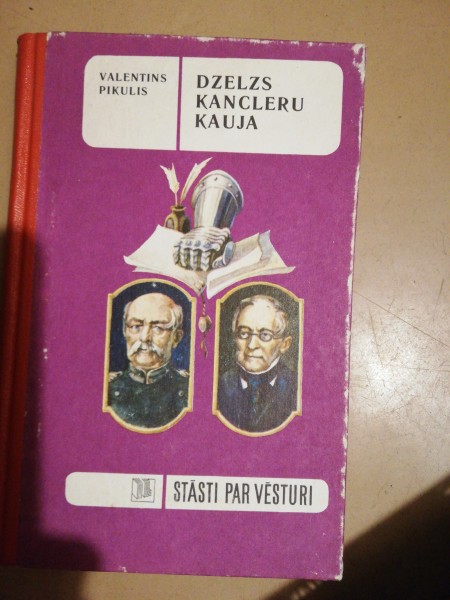 VALENTINS
PIKULIS
DZELZS
KANCLERU
KAUJA
STĀSTI PAR VĒSTURI